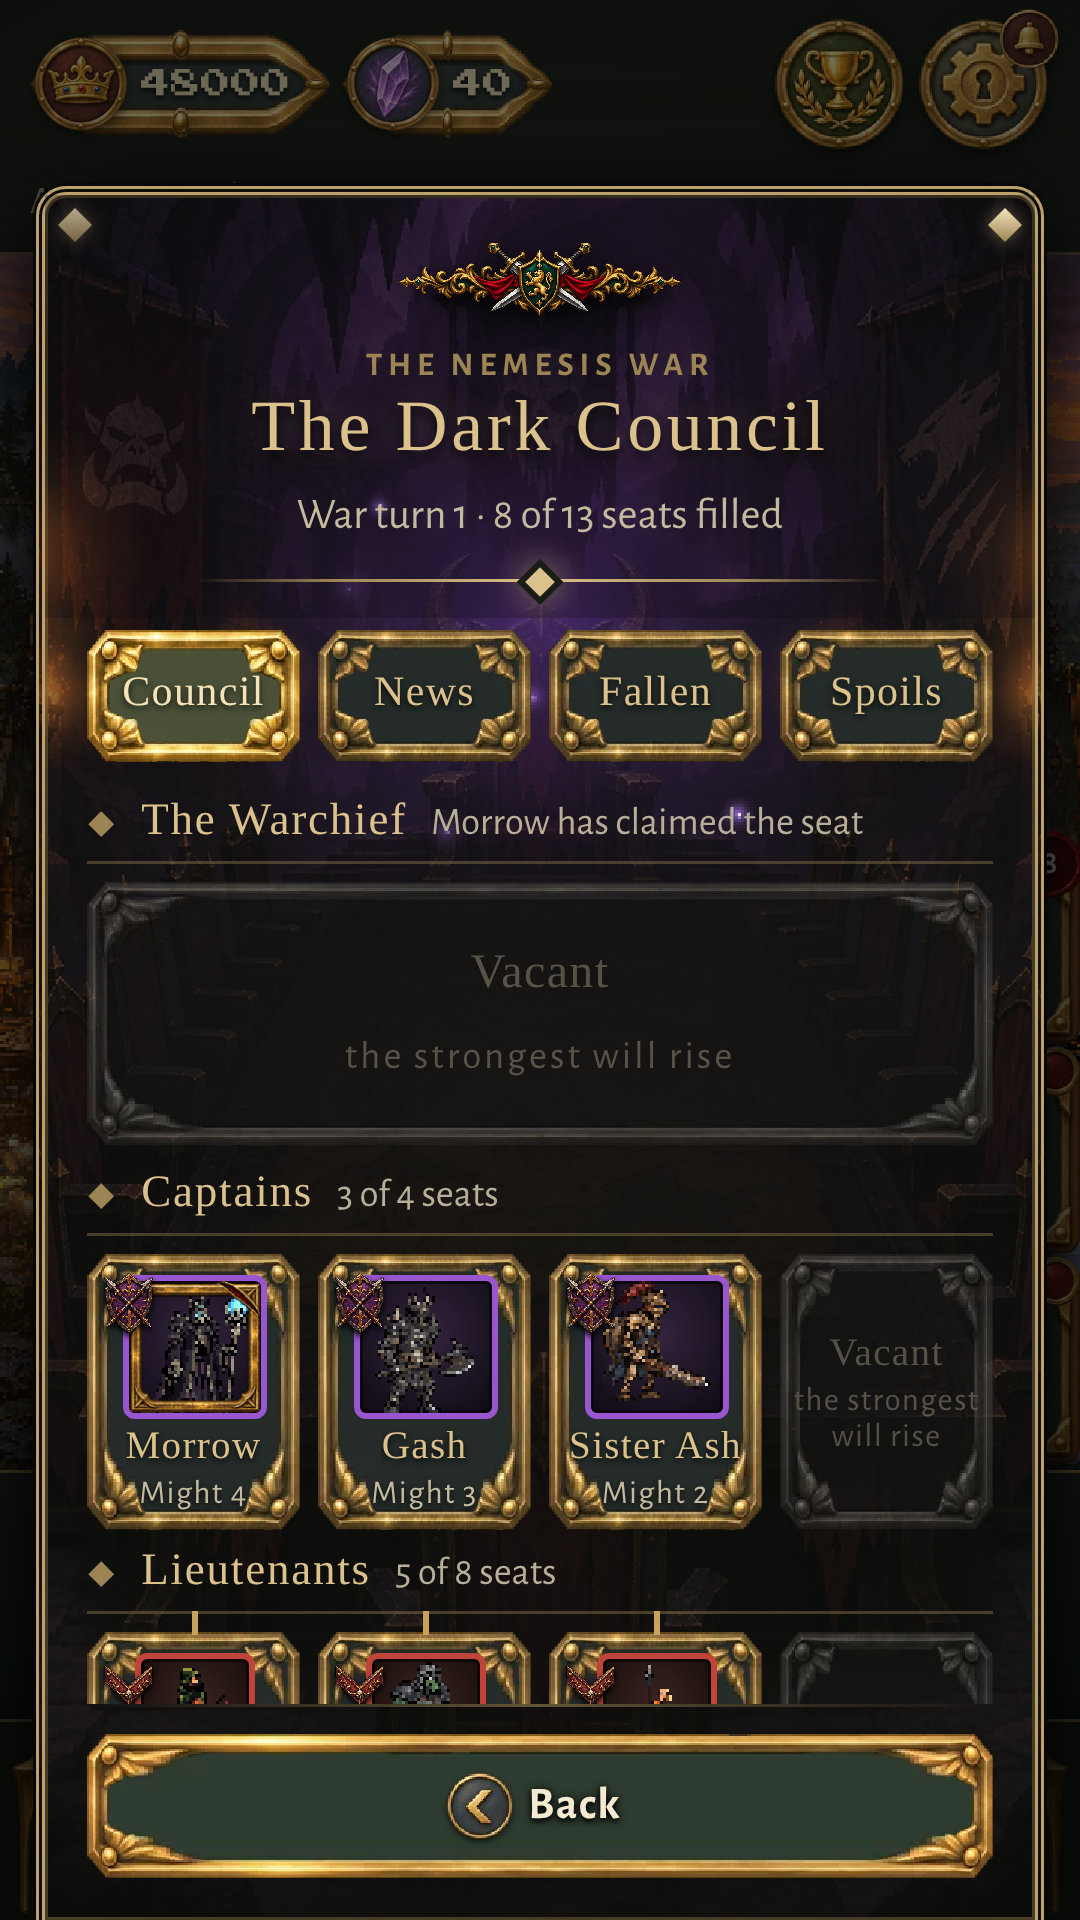 48000
40
THE NEMESIS WAR
The Dark Council
War turn 1 · 8 of 13 seats filled
Council
News
Fallen
Spoils
The Warchief Morrow has claimed the seat
3
Vacant
the strongest will rise
Captains 3 of 4 seats
Morrow
Might 4
Gash
Might 3
Sister Ash
Might 2
Vacant
the strongest
will rise
Lieutenants 5 of 8 seats
Back